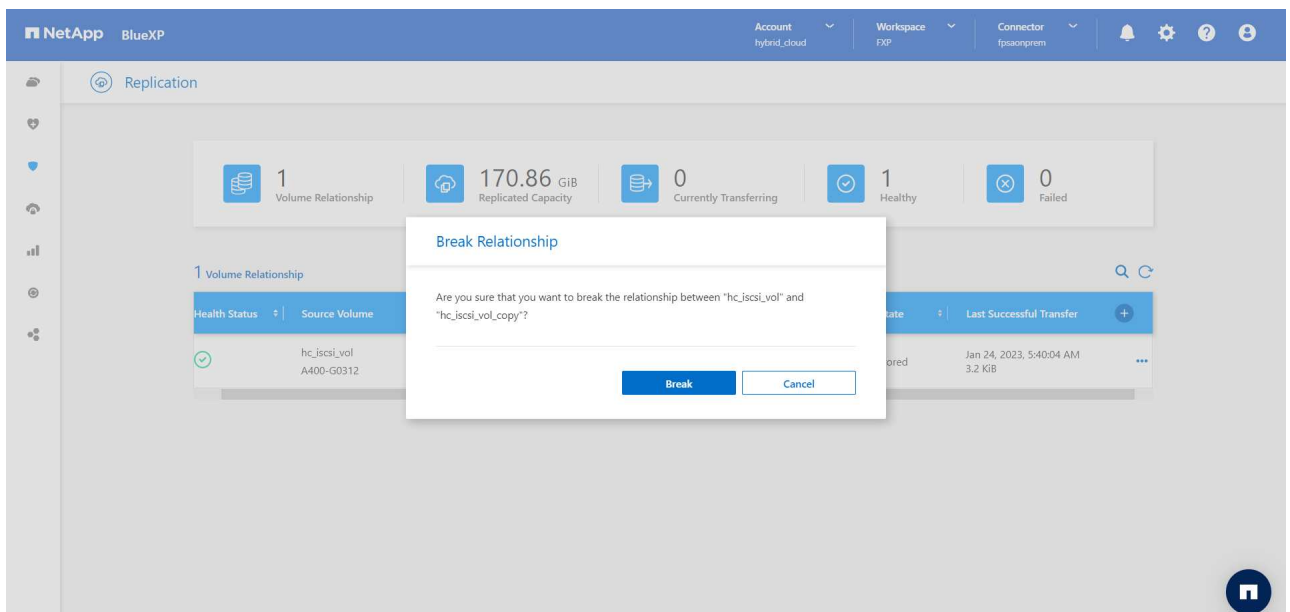 NetApp BlueXP
Account
hybrid_cloud
Workspace
FXP
Connector
fpsaonprem
Replication
1
Volume Relationship
170.86 GiB
Replicated Capacity
0
Currently Transferring
1
Healthy
0
Failed
Break Relationship
Are you sure that you want to break the relationship between "hc_iscsi_vol" and
"hc_iscsi_vol_copy"?
Break
Cancel
1 Volume Relationship
Health Status
Source Volume
tate
Last Successful Transfer
hc_iscsi_vol
A400-G0312
ored
Jan 24, 2023, 5:40:04 AM
3.2 KiB